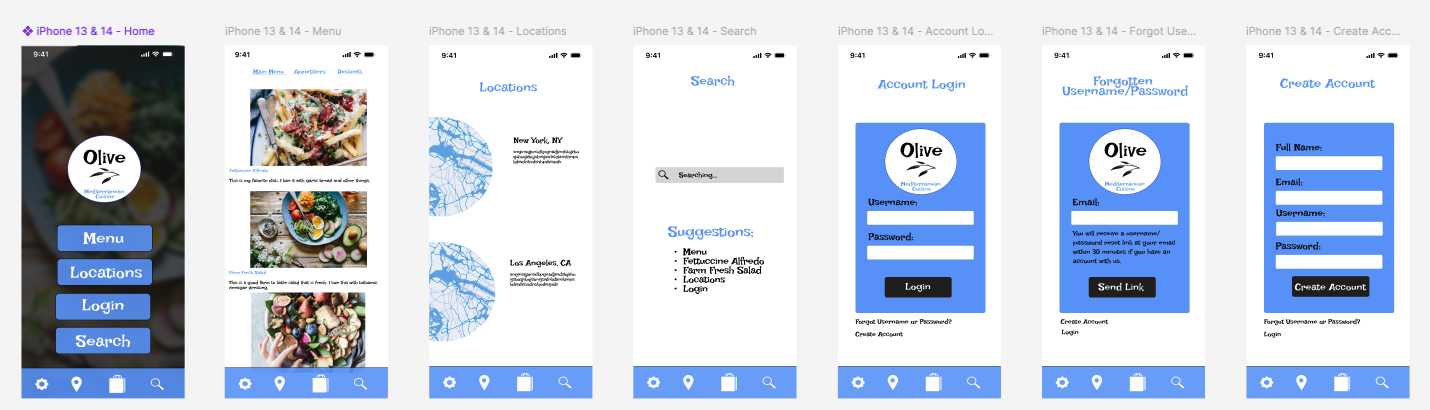 iPhone 13 & 14 - Home
9:41
Olive
Mediterranean
Cuisine
Menu
Locations
Login
Search
iPhone 13 & 14 - Menu
9:41
Main Menu Appetizers Desserts
Fettuccine Alfredo
This is my favorite dish. I love it with garlic bread and other things.
Farm Fresh Salad
This is a good farm to table salad that is fresh. I love this with balsamic
vinaigrette dressing.
iPhone 13 & 14 - Locations
9:41
Locations
New York, NY
Los Angeles, CA
iPhone 13 & 14 - Search
9:41
Search
Searching...
Suggestions:
• Menu
• Fettuccine Alfredo
• Farm Fresh Salad
• Locations
• Login
iPhone 13 & 14 - Account Lo...
9:41
Account Login
Olive
Mediterranean
Cuisine
Username:
Password:
Login
Forgot Username or Password?
Create Account
iPhone 13 & 14 - Forgot Use...
9:41
Forgotten
Username/Password
Olive
Mediterranean
Cuisine
Email:
You will receive a username/
password reset link at your email
within 30 minutes if you have an
account with us.
Send Link
Create Account
Login
iPhone 13 & 14 - Create Acc...
9:41
Create Account
Full Name:
Email:
Username:
Password:
Create Account
Forgot Username or Password?
Login